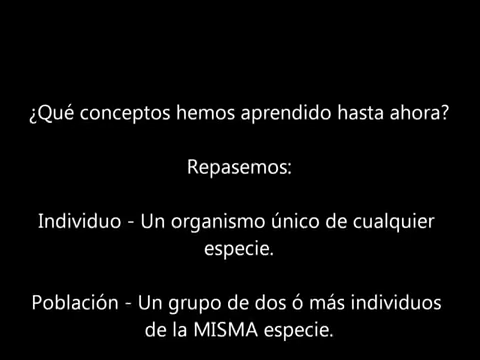 ¿Qué conceptos hemos aprendido hasta ahora?
Repasemos:
Individuo - Un organismo único de cualquier
especie.
Población - Un grupo de dos ó más individuos
de la MISMA especie.